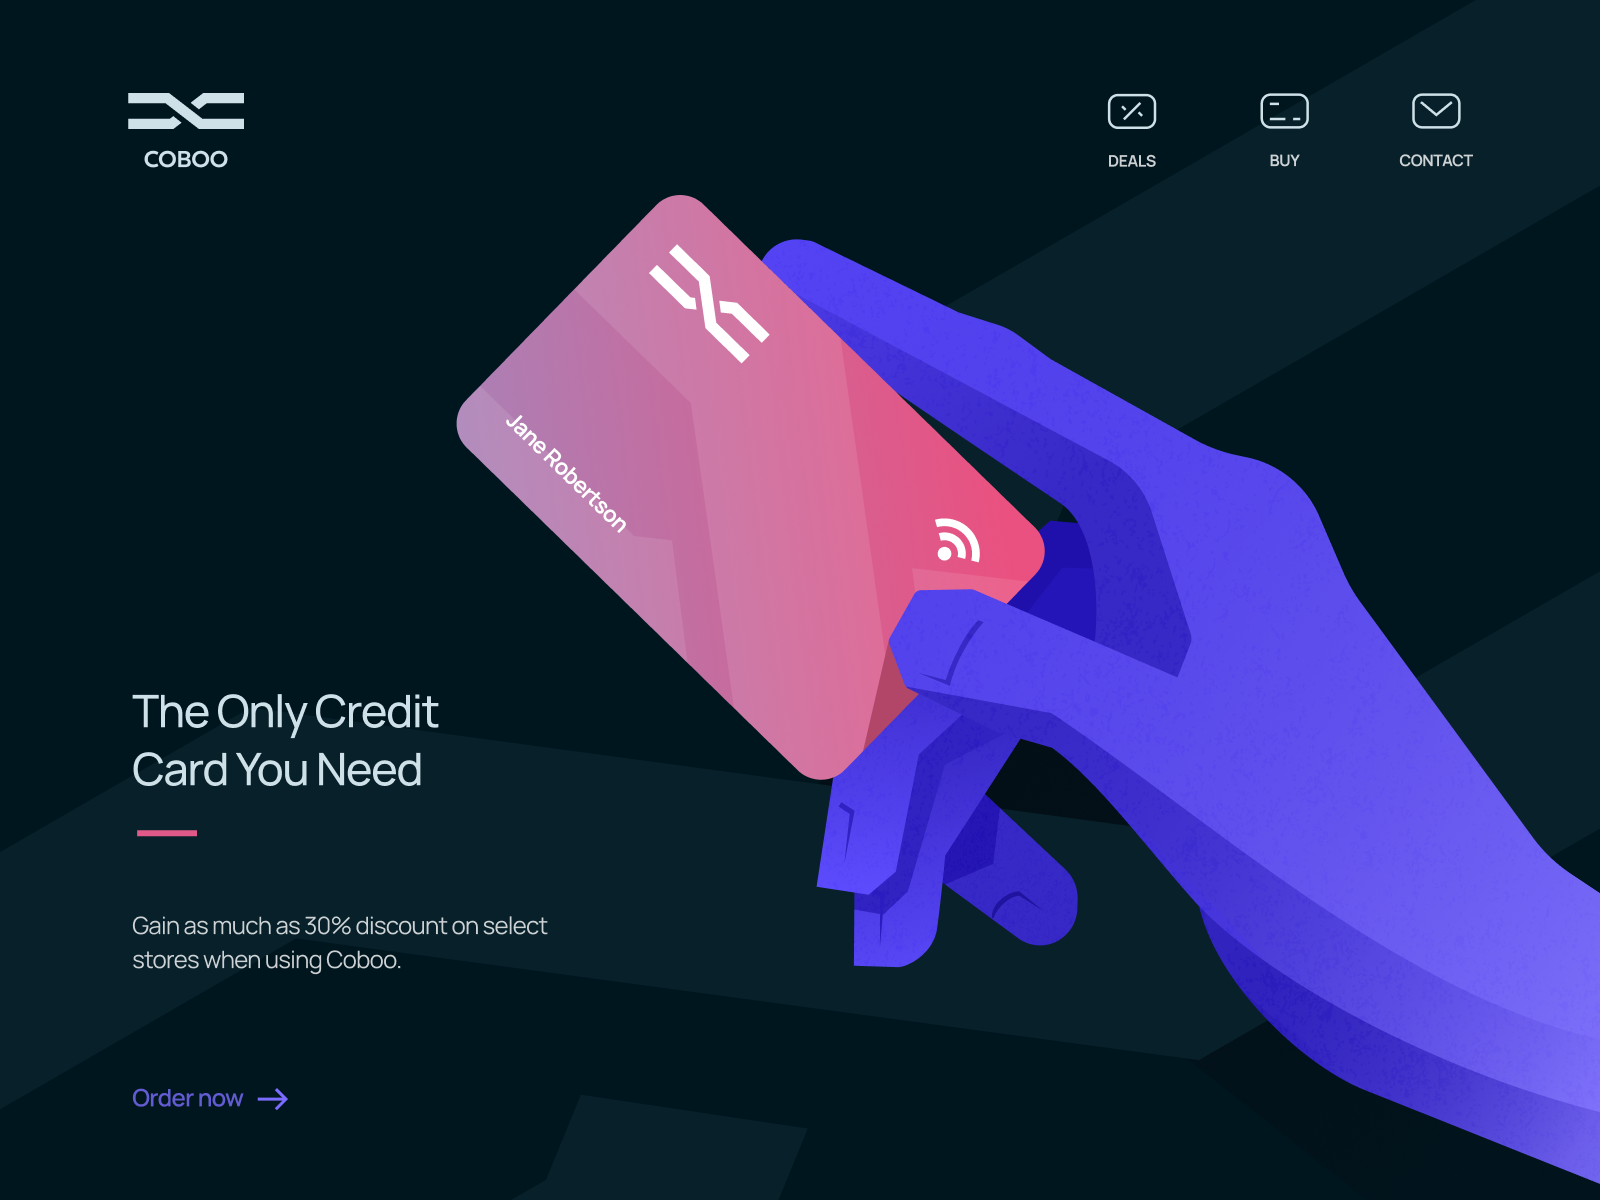 COBOO
DEALS
BUY
CONTACT
Jane Robertson
The Only Credit
Card You Need
Gain as much as 30% discount on select
stores when using Coboo.
Order now